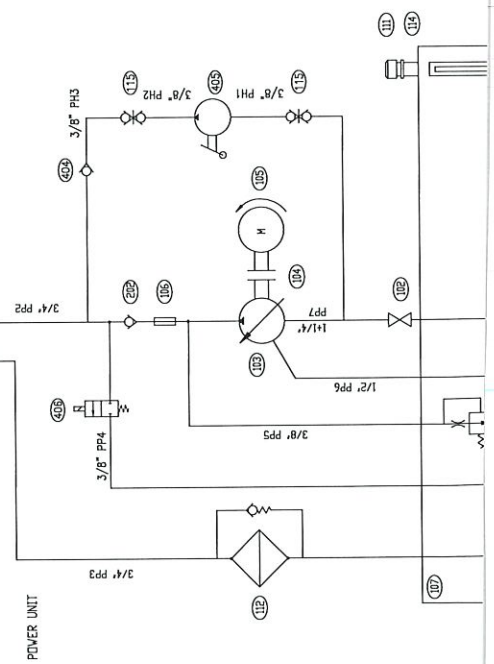 111
114
115
405
115
3/8" PH3
3/8" PH2
3/8" PH1
404
105
M
104
3/4" PP2
202
106
103
1+1/4" PP7
102
406
3/8" PP4
1/2" PP6
3/8" PP5
3/4" PP3
112
107
POWER UNIT